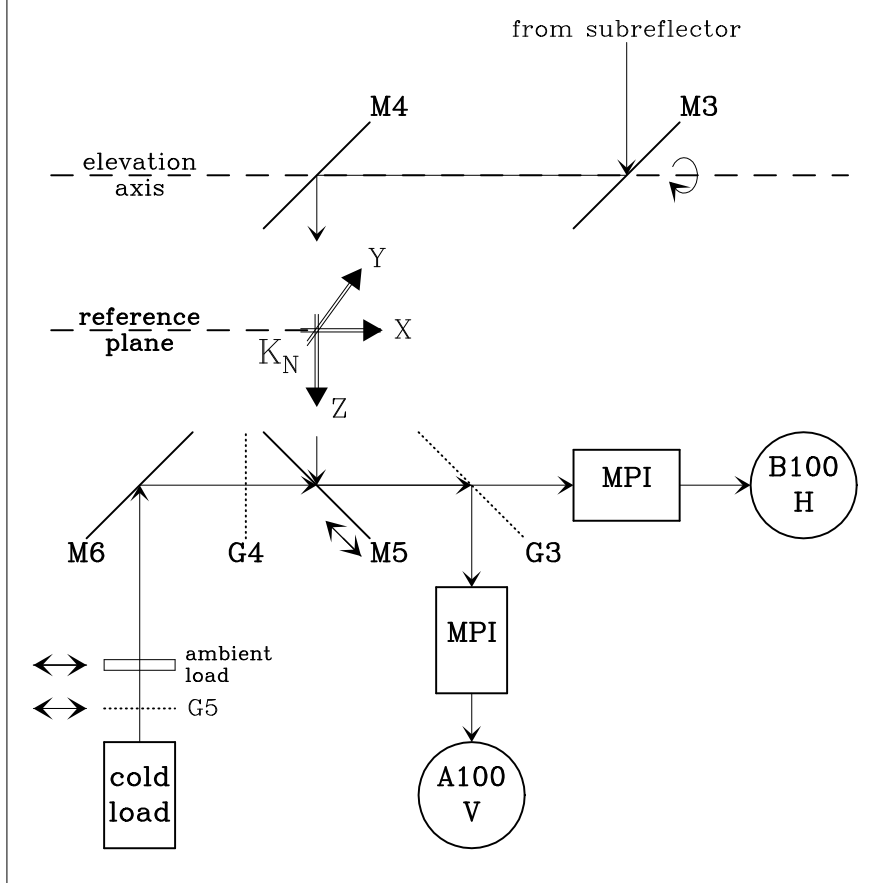 from subreflector
M4
M3
elevation
axis
Y
reference
plane
X
K_N
Z
MPI
B100
H
M6
G4
M5
G3
MPI
ambient
load
G5
cold
load
A100
V